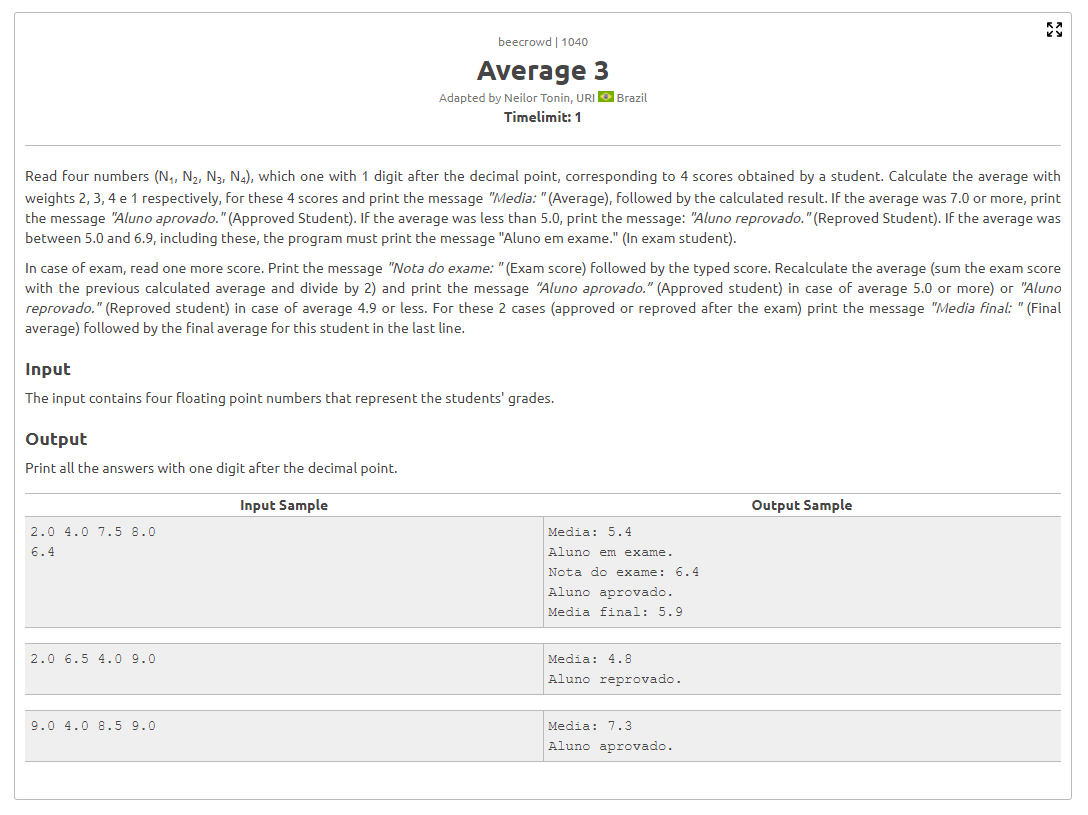 beecrowd | 1040
Average 3
Adapted by Neilor Tonin, URI Brazil
Timelimit: 1
Read four numbers (N₁, N₂, N₃, N₄), which one with 1 digit after the decimal point, corresponding to 4 scores obtained by a student. Calculate the average with
weights 2, 3, 4 e 1 respectively, for these 4 scores and print the message "Media: " (Average), followed by the calculated result. If the average was 7.0 or more, print
the message "Aluno aprovado." (Approved Student). If the average was less than 5.0, print the message: "Aluno reprovado." (Reproved Student). If the average was
between 5.0 and 6.9, including these, the program must print the message "Aluno em exame." (In exam student).
In case of exam, read one more score. Print the message "Nota do exame: " (Exam score) followed by the typed score. Recalculate the average (sum the exam score
with the previous calculated average and divide by 2) and print the message “Aluno aprovado.” (Approved student) in case of average 5.0 or more) or "Aluno
reprovado." (Reproved student) in case of average 4.9 or less. For these 2 cases (approved or reproved after the exam) print the message "Media final: " (Final
average) followed by the final average for this student in the last line.
Input
The input contains four floating point numbers that represent the students' grades.
Output
Print all the answers with one digit after the decimal point.
Input Sample Output Sample
2.0 4.0 7.5 8.0
6.4
Media: 5.4
Aluno em exame.
Nota do exame: 6.4
Aluno aprovado.
Media final: 5.9
2.0 6.5 4.0 9.0
Media: 4.8
Aluno reprovado.
9.0 4.0 8.5 9.0
Media: 7.3
Aluno aprovado.